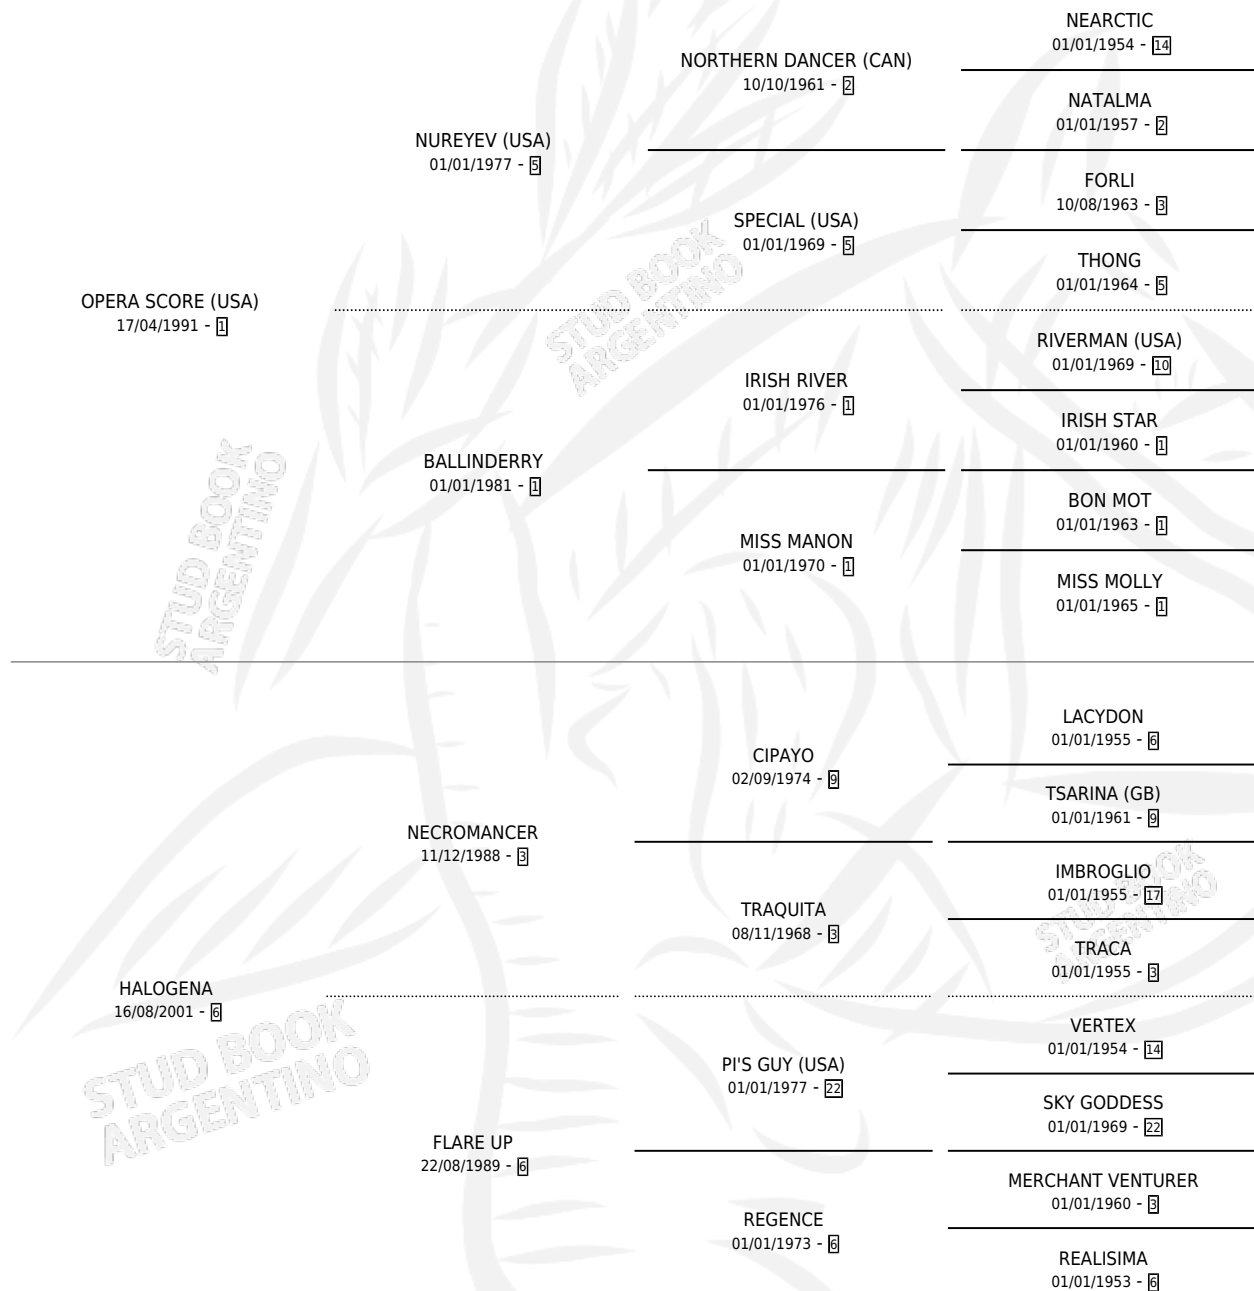 NEARCTIC
01/01/1954 - 14
NORTHERN DANCER (CAN)
10/10/1961 - 2
NATALMA
01/01/1957 - 2
NUREYEV (USA)
01/01/1977 - 5
FORLI
10/08/1963 - 3
SPECIAL (USA)
01/01/1969 - 5
THONG
01/01/1964 - 5
OPERA SCORE (USA)
17/04/1991 - 1
RIVERMAN (USA)
01/01/1969 - 10
IRISH RIVER
01/01/1976 - 1
IRISH STAR
01/01/1960 - 1
BALLINDERRY
01/01/1981 - 1
BON MOT
01/01/1963 - 1
MISS MANON
01/01/1970 - 1
MISS MOLLY
01/01/1965 - 1
LACYDON
01/01/1955 - 6
CIPAYO
02/09/1974 - 9
TSARINA (GB)
01/01/1961 - 9
NECROMANCER
11/12/1988 - 3
IMBROGLIO
01/01/1955 - 17
TRAQUITA
08/11/1968 - 3
TRACA
01/01/1955 - 3
HALOGENA
16/08/2001 - 6
VERTEX
01/01/1954 - 14
PI'S GUY (USA)
01/01/1977 - 22
SKY GODDESS
01/01/1969 - 22
FLARE UP
22/08/1989 - 6
MERCHANT VENTURER
01/01/1960 - 3
REGENCE
01/01/1973 - 6
REALISIMA
01/01/1953 - 6
STUD BOOK
ARGENTINO
STUD BOOK
ARGENTINO
STUD BOOK
ARGENTINO
STUD BOOK
ARGENTINO